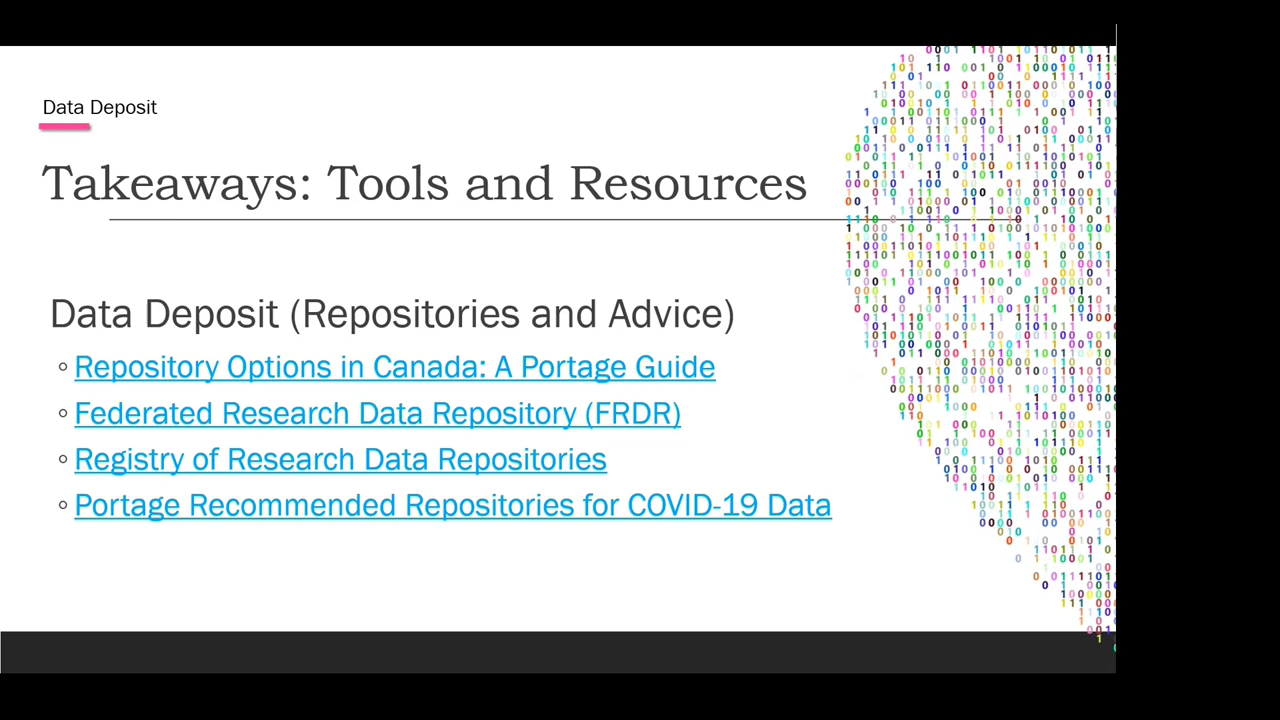 Data Deposit
Takeaways: Tools and Resources
Data Deposit (Repositories and Advice)
◦ Repository Options in Canada: A Portage Guide
◦ Federated Research Data Repository (FRDR)
◦ Registry of Research Data Repositories
◦ Portage Recommended Repositories for COVID-19 Data